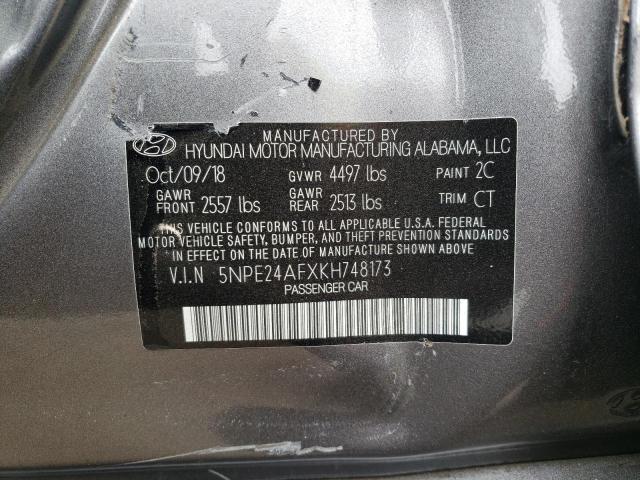 MANUFACTURED BY
HYUNDAI MOTOR MANUFACTURING ALABAMA, LLC
Oct/09/18 GVWR 4497 lbs PAINT 2C
GAWR FRONT 2557 lbs GAWR REAR 2513 lbs TRIM CT
THIS VEHICLE CONFORMS TO ALL APPLICABLE U.S.A. FEDERAL
MOTOR VEHICLE SAFETY, BUMPER, AND THEFT PREVENTION STANDARDS
IN EFFECT ON THE DATE OF MANUFACTURE SHOWN ABOVE
V.I.N 5NPE24AFXKH748173
PASSENGER CAR